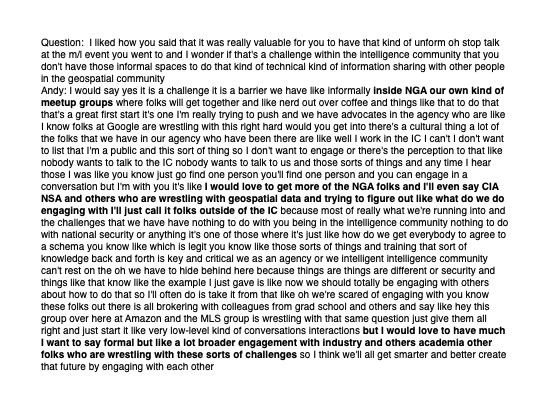 Question:  I liked how you said that it was really valuable for you to have that kind of unform oh stop talk
at the m/l event you went to and I wonder if that's a challenge within the intelligence community that you
don't have those informal spaces to do that kind of technical kind of information sharing with other people
in the geospatial community
Andy: I would say yes it is a challenge it is a barrier we have like informally inside NGA our own kind of
meetup groups where folks will get together and like nerd out over coffee and things like that to do that
that's a great first start it's one I'm really trying to push and we have advocates in the agency who are like
I know folks at Google are wrestling with this right hard would you get into there's a cultural thing a lot of
the folks that we have in our agency who have been there are like well I work in the IC I can't I don't want
to list that I'm a public and this sort of thing so I don't want to engage or there's the perception to that like
nobody wants to talk to the IC nobody wants to talk to us and those sorts of things and any time I hear
those I was like you know just go find one person you'll find one person and you can engage in a
conversation but I'm with you it's like I would love to get more of the NGA folks and I'll even say CIA
NSA and others who are wrestling with geospatial data and trying to figure out like what do we do
engaging with I'll just call it folks outside of the IC because most of really what we're running into and
the challenges that we have have nothing to do with you being in the intelligence community nothing to do
with national security or anything it's one of those where it's just like how do we get everybody to agree to
a schema you know like which is legit you know like those sorts of things and training that sort of
knowledge back and forth is key and critical we as an agency or we intelligent intelligence community
can't rest on the oh we have to hide behind here because things are things are different or security and
things like that know like the example I just gave is like now we should totally be engaging with others
about how to do that so I'll often do is take it from that like oh we're scared of engaging with you know
these folks out there is all brokering with colleagues from grad school and others and say like hey this
group over here at Amazon and the MLS group is wrestling with that same question just give them all
right and just start it like very low-level kind of conversations interactions but I would love to have much
I want to say formal but like a lot broader engagement with industry and others academia other
folks who are wrestling with these sorts of challenges so I think we'll all get smarter and better create
that future by engaging with each other